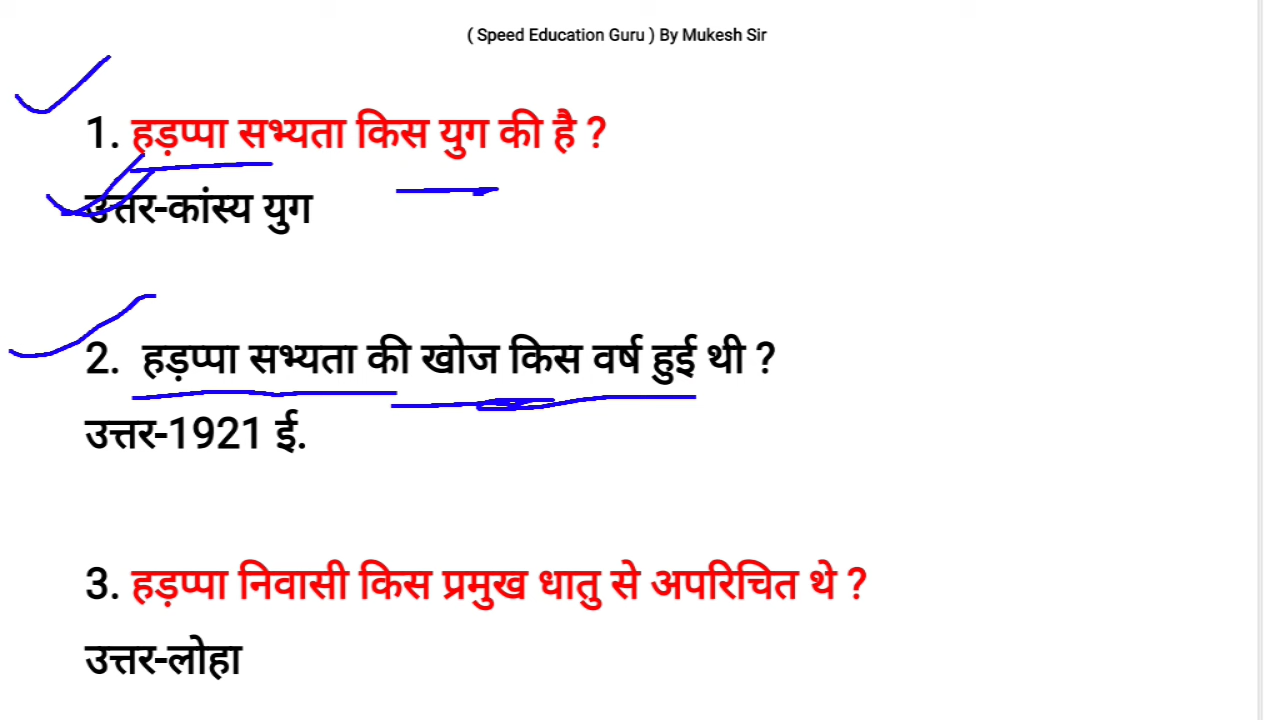 ( Speed Education Guru ) By Mukesh Sir
1. हड़प्पा सभ्यता किस युग की है ?
उत्तर-कांस्य युग
2. हड़प्पा सभ्यता की खोज किस वर्ष हुई थी ?
उत्तर-1921 ई.
3. हड़प्पा निवासी किस प्रमुख धातु से अपरिचित थे ?
उत्तर-लोहा